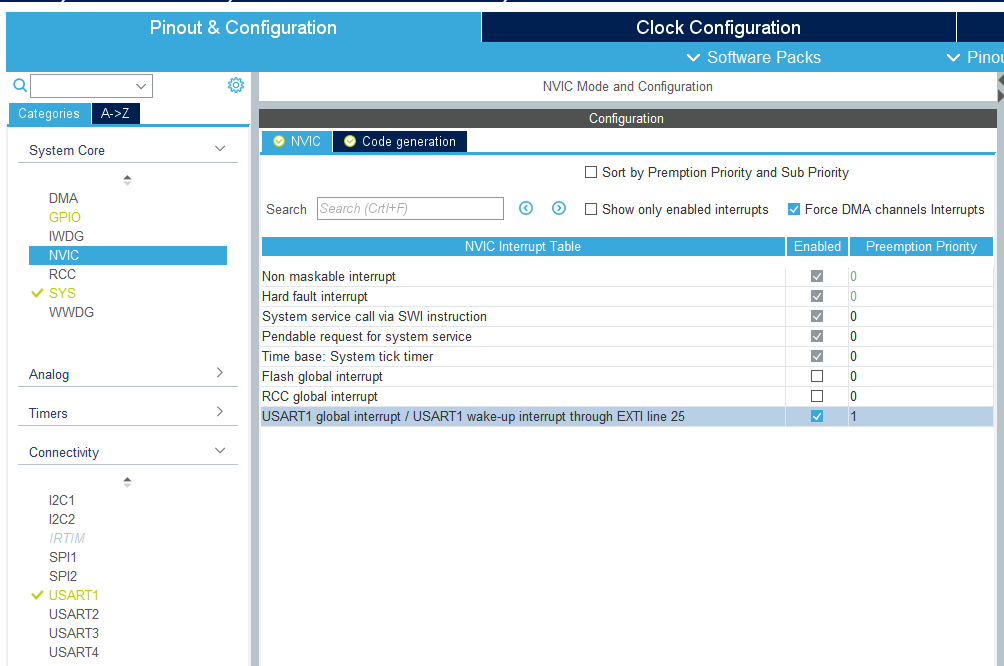 Pinout & Configuration
Clock Configuration
Software Packs
Pinou
Categories
A->Z
System Core
DMA
GPIO
IWDG
NVIC
RCC
SYS
WWDG
Analog
Timers
Connectivity
I2C1
I2C2
IRTIM
SPI1
SPI2
USART1
USART2
USART3
USART4
NVIC Mode and Configuration
Configuration
NVIC
Code generation
Sort by Premption Priority and Sub Priority
Search
Search (CrtI+F)
Show only enabled interrupts
Force DMA channels Interrupts
NVIC Interrupt Table Enabled Preemption Priority
Non maskable interrupt 0
Hard fault interrupt 0
System service call via SWI instruction 0
Pendable request for system service 0
Time base: System tick timer 0
Flash global interrupt 0
RCC global interrupt 0
USART1 global interrupt / USART1 wake-up interrupt through EXTI line 25 1